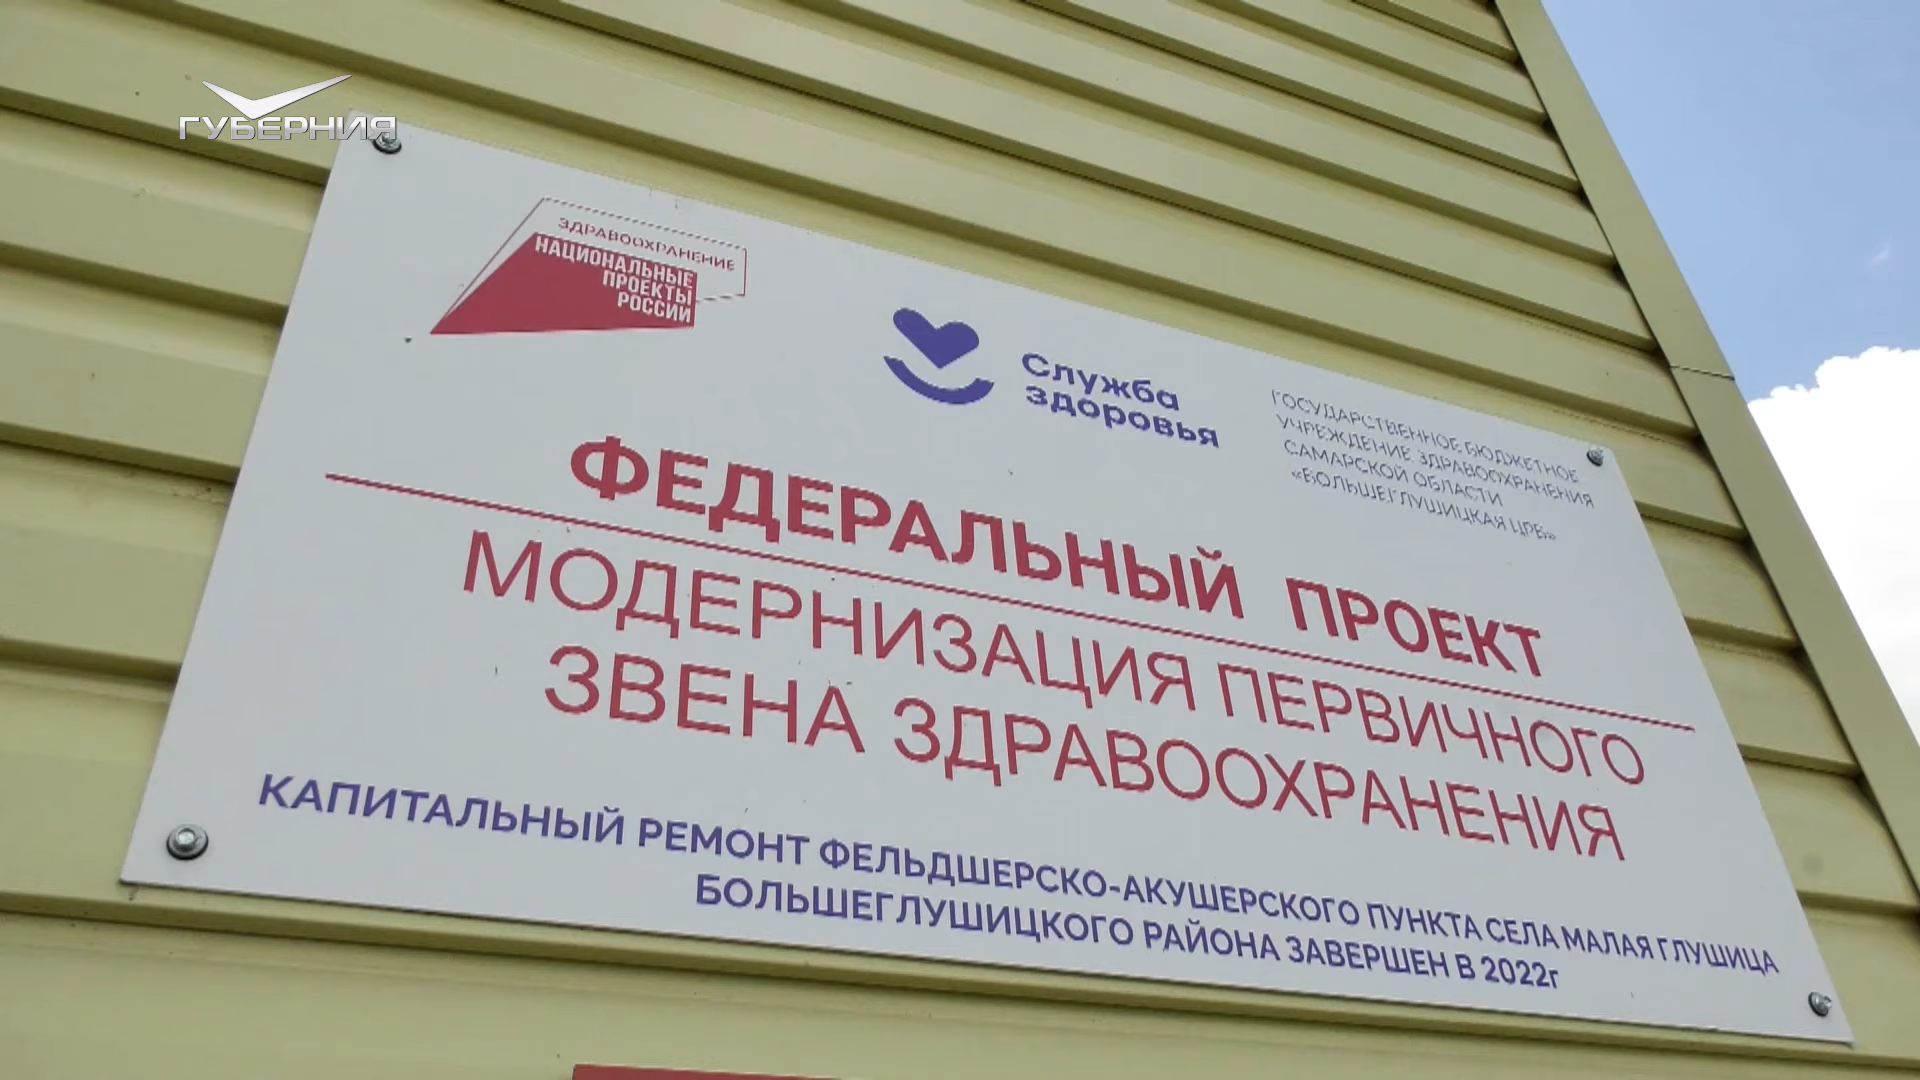 ГУБЕРНИЯ
ЗДРАВООХРАНЕНИЕ
НАЦИОНАЛЬНЫЕ
ПРОЕКТЫ
РОССИИ
Служба
здоровья
ГОСУДАРСТВЕННОЕ БЮДЖЕТНОЕ
УЧРЕЖДЕНИЕ ЗДРАВООХРАНЕНИЯ
САМАРСКОЙ ОБЛАСТИ
«БОЛЬШЕГЛУШИЦКАЯ ЦРБ»
ФЕДЕРАЛЬНЫЙ ПРОЕКТ
МОДЕРНИЗАЦИЯ ПЕРВИЧНОГО
ЗВЕНА ЗДРАВООХРАНЕНИЯ
КАПИТАЛЬНЫЙ РЕМОНТ ФЕЛЬДШЕРСКО-АКУШЕРСКОГО ПУНКТА СЕЛА МАЛАЯ ГЛУШИЦА
БОЛЬШЕГЛУШИЦКОГО РАЙОНА ЗАВЕРШЕН В 2022г